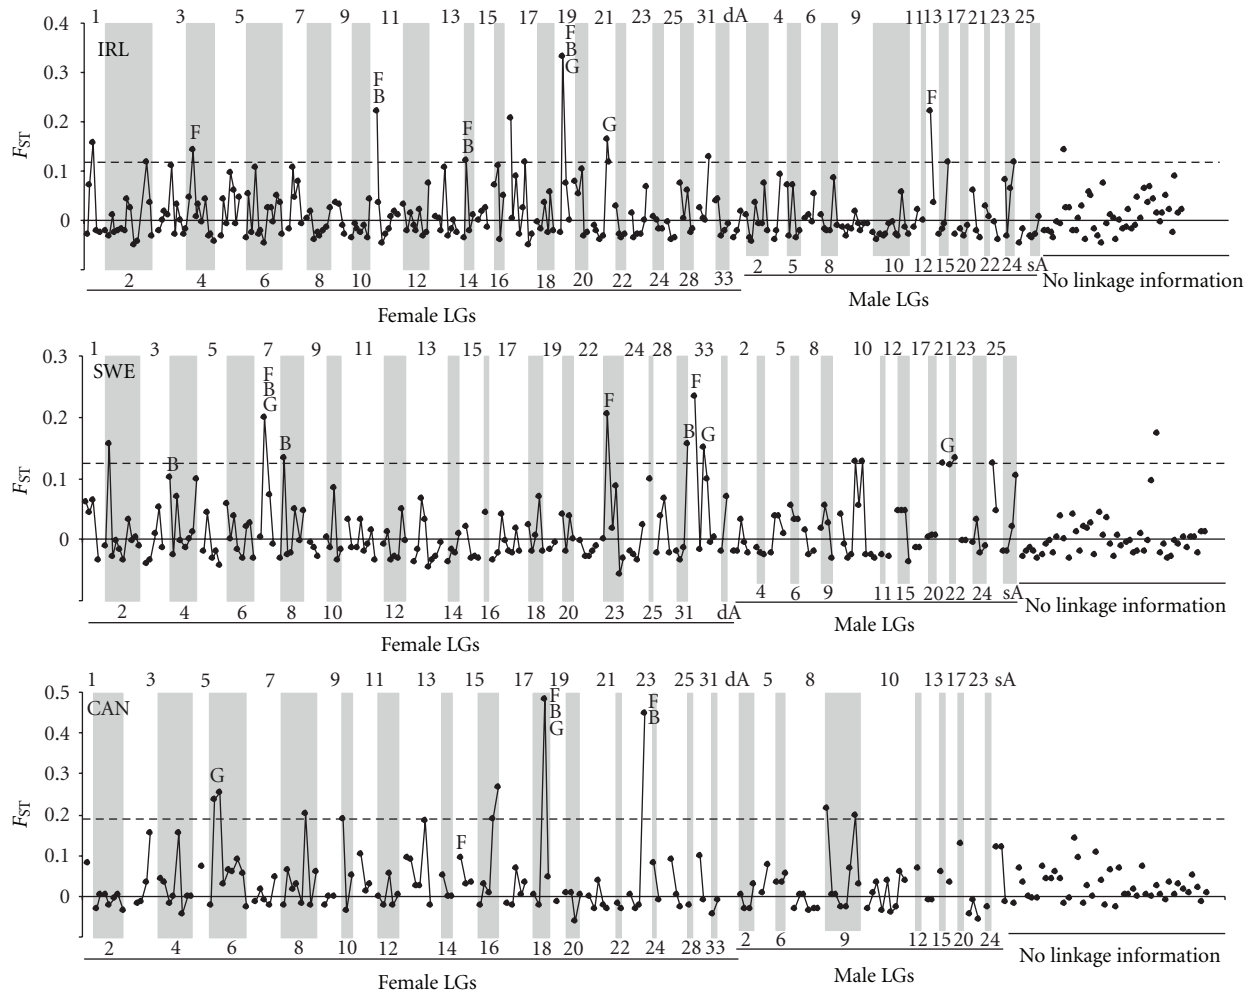 1 3 5 7 9 11 13 15 17 19 21 23 25 31 dA 4 6 9 11 13 17 21 23 25
0.4
IRL
F
B
G
0.3
F
B
F
0.2
F
F
B
G
0.1
0
F_ST
2 4 6 8 10 12 14 16 18 20 22 24 28 33 2 5 8 10 12 15 20 22 24 sA
Female LGs
Male LGs
No linkage information
1 3 5 7 9 11 13 15 17 19 22 24 28 33 2 5 8 10 12 17 21 23 25
0.3
SWE
F
B
G
F
F
0.2
B
B
B
G
G
0.1
0
F_ST
2 4 6 8 10 12 14 16 18 20 23 25 31 dA 4 6 9 11 15 20 22 24 sA
Female LGs
Male LGs
No linkage information
1 3 5 7 9 11 13 15 17 19 21 23 25 31 dA 5 8 10 13 17 23 sA
0.5
CAN
F
B
G
F
B
0.4
0.3
G
0.2
F
0.1
0
F_ST
2 4 6 8 10 12 14 16 18 20 22 24 28 33 2 6 9 12 15 20 24
Female LGs
Male LGs
No linkage information